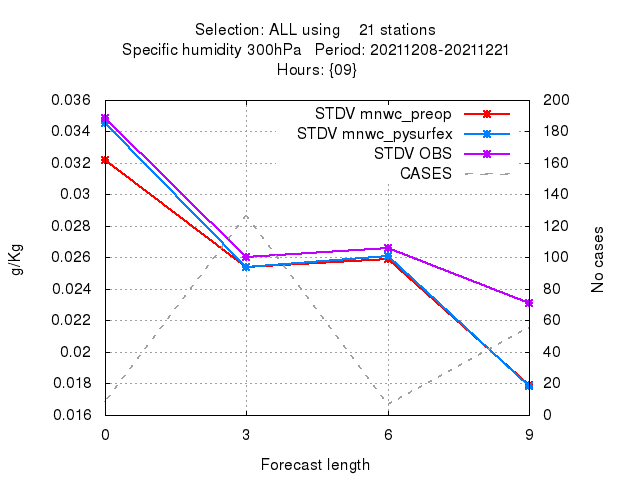 Selection: ALL using    21 stations
Specific humidity 300hPa   Period: 20211208-20211221
Hours: {09}
STDV mnwc_preop
STDV mnwc_pysurfex
STDV OBS
CASES
0.036
0.034
0.032
0.03
0.028
0.026
0.024
0.022
0.02
0.018
0.016
g/Kg
200
180
160
140
120
100
80
60
40
20
0
No cases
0 3 6 9
Forecast length